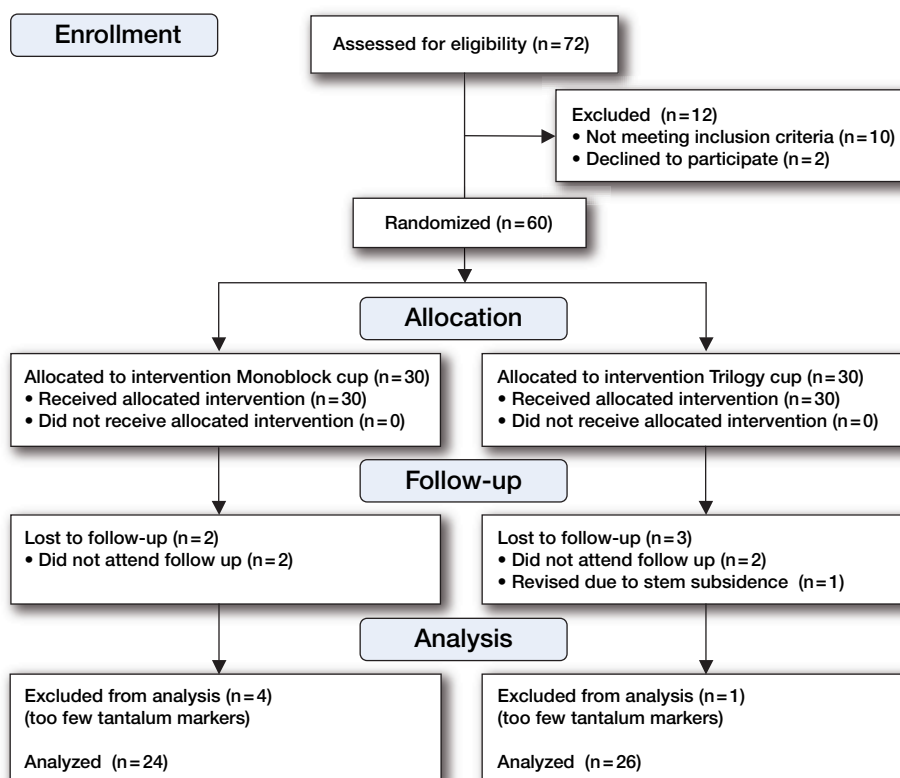 Enrollment
Assessed for eligibility (n=72)
Excluded (n=12)
• Not meeting inclusion criteria (n=10)
• Declined to participate (n=2)
Randomized (n=60)
Allocation
Allocated to intervention Monoblock cup (n=30)
• Received allocated intervention (n=30)
• Did not receive allocated intervention (n=0)
Allocated to intervention Trilogy cup (n=30)
• Received allocated intervention (n=30)
• Did not receive allocated intervention (n=0)
Follow-up
Lost to follow-up (n=2)
• Did not attend follow up (n=2)
Lost to follow-up (n=3)
• Did not attend follow up (n=2)
• Revised due to stem subsidence (n=1)
Analysis
Excluded from analysis (n=4)
(too few tantalum markers)
Analyzed (n=24)
Excluded from analysis (n=1)
(too few tantalum markers)
Analyzed (n=26)